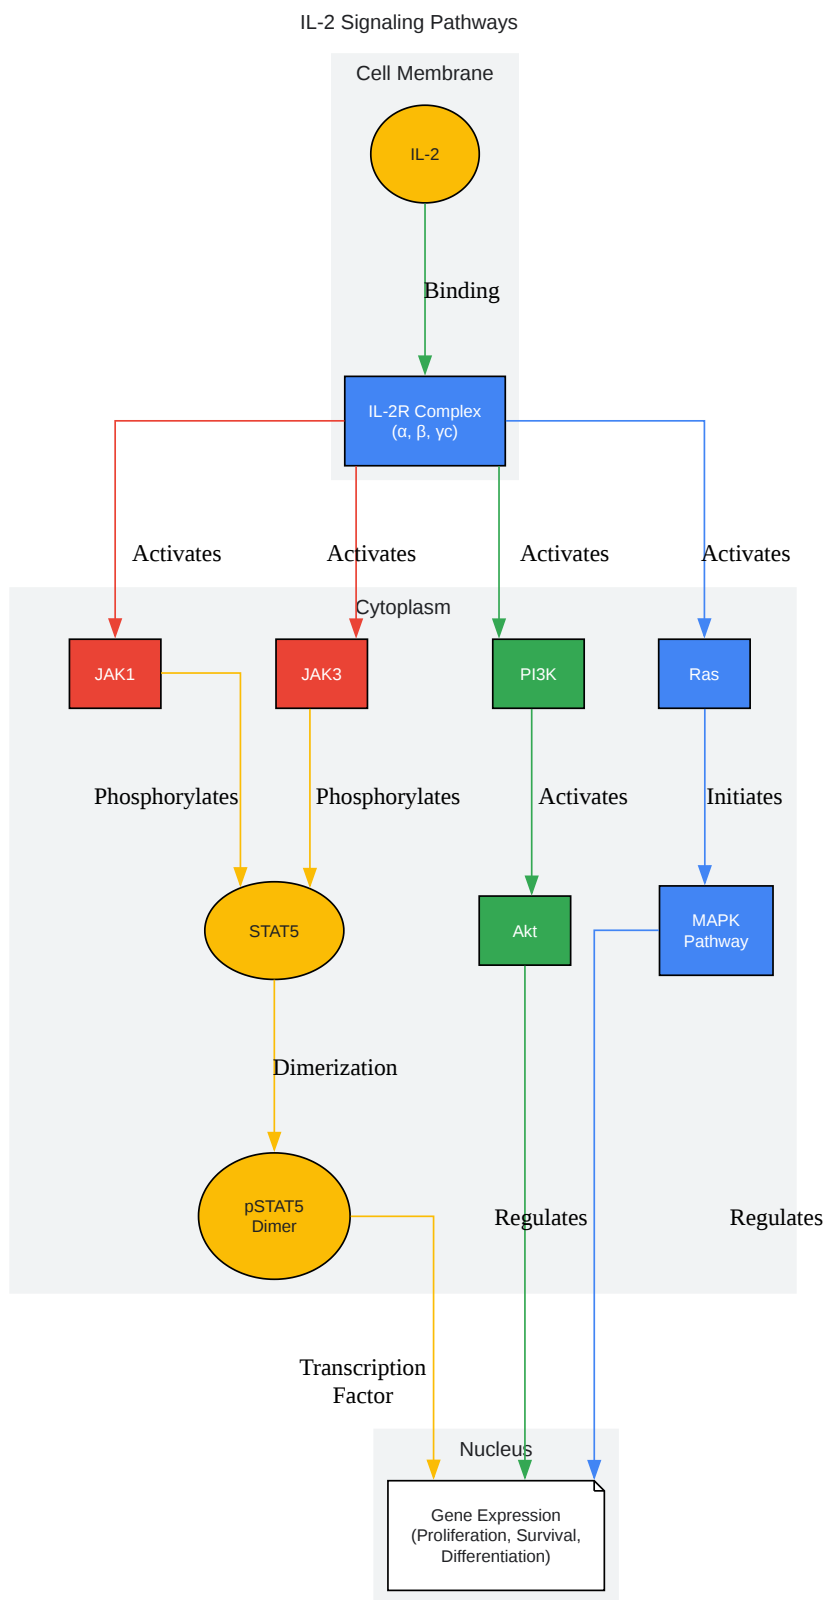 IL-2 Signaling Pathways
Cell Membrane
IL-2
Binding
IL-2R Complex
(α, β, γc)
Activates
Activates
Activates
Activates
Cytoplasm
JAK1
JAK3
PI3K
Ras
Phosphorylates
Phosphorylates
Activates
Initiates
STAT5
Akt
MAPK
Pathway
Dimerization
pSTAT5
Dimer
Regulates
Regulates
Transcription
Factor
Nucleus
Gene Expression
(Proliferation, Survival,
Differentiation)